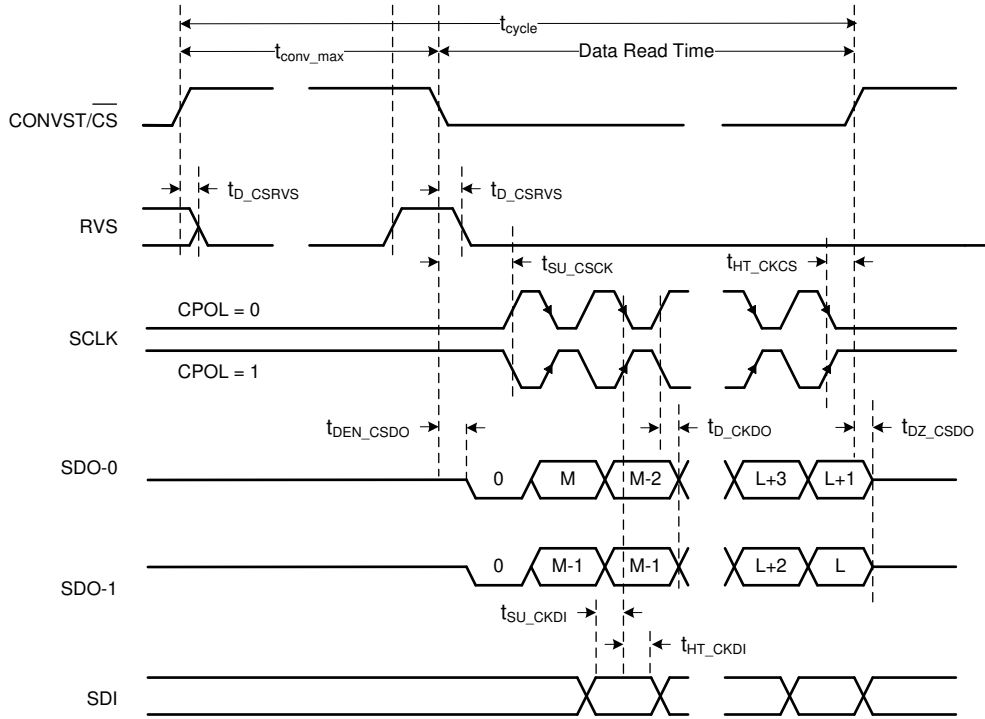 t_cycle
t_conv_max Data Read Time
CONVST/C̅S̅
t_D_CSRVS t_D_CSRVS
RVS
t_SU_CSCK t_HT_CKCS
CPOL = 0
SCLK
CPOL = 1
t_DEN_CSDO t_D_CKDO t_DZ_CSDO
SDO-0 0 M M-2 L+3 L+1
0 M-1 M-1 L+2 L
SDO-1
t_SU_CKDI
t_HT_CKDI
SDI